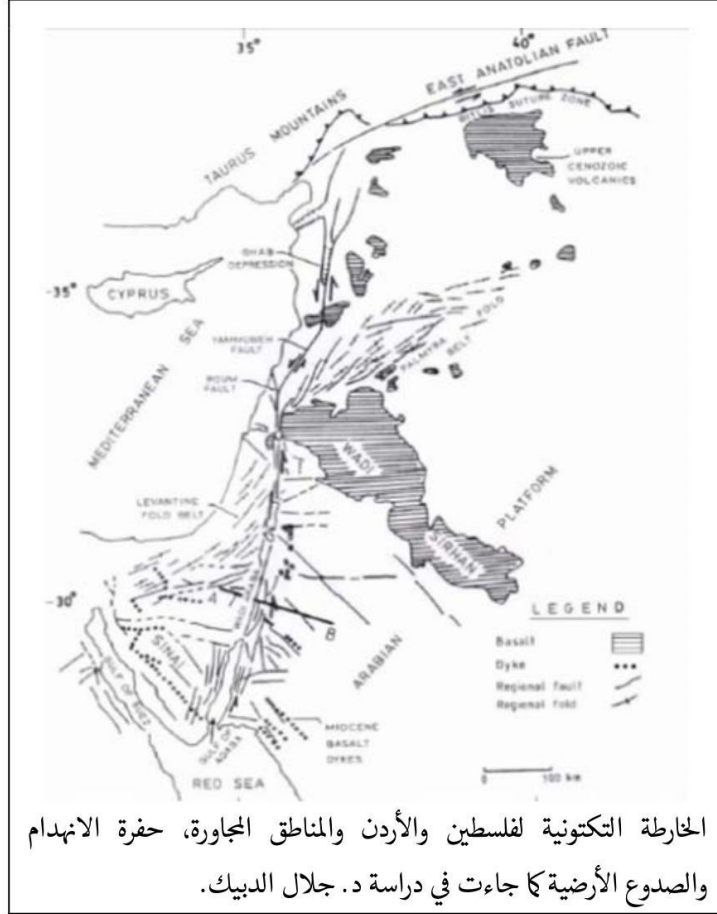 35°
40°
EAST ANATOLIAN FAULT
BITLIS SUTURE ZONE
TAURUS MOUNTAINS
UPPER
CENOZOIC
VOLCANICS
GHAB
DEPRESSION
-35°
CYPRUS
MEDITERRANEAN SEA
YAMMUNEH
FAULT
ROUM
FAULT
PALMYRA FOLD
BELT
WADI
SIRHAN
LEVANTINE
FOLD BELT
ARABIAN PLATFORM
-30°
A
B
SINAI
GULF OF SUEZ
GULF OF
AQABA
RED SEA
MIOCENE
BASALT
DYKES
LEGEND
Basalt
Dyke
Regional fault
Regional fold
0 100 km
الخارطة التكتونية لفلسطين والأردن والمناطق المجاورة، حفرة الانهدام
والصدوع الأرضية كما جاءت في دراسة د. جلال الدبيك.